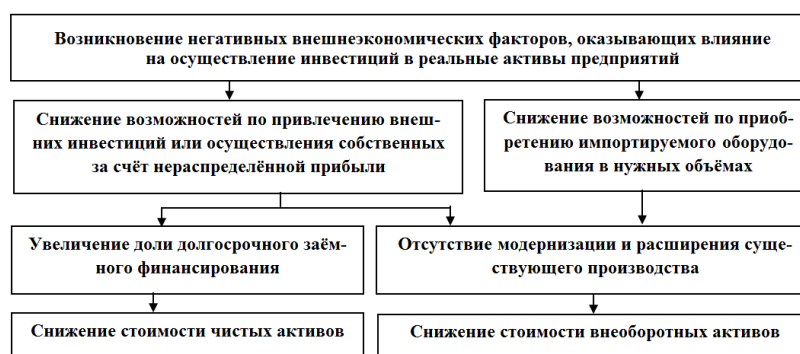 Возникновение негативных внешнеэкономических факторов, оказывающих влияние
на осуществление инвестиций в реальные активы предприятий
Снижение возможностей по привлечению внеш-
них инвестиций или осуществления собственных
за счёт нераспределённой прибыли
Снижение возможностей по приоб-
ретению импортируемого оборудо-
вания в нужных объёмах
Увеличение доли долгосрочного заём-
ного финансирования
Отсутствие модернизации и расширения суще-
ствующего производства
Снижение стоимости чистых активов
Снижение стоимости внеоборотных активов